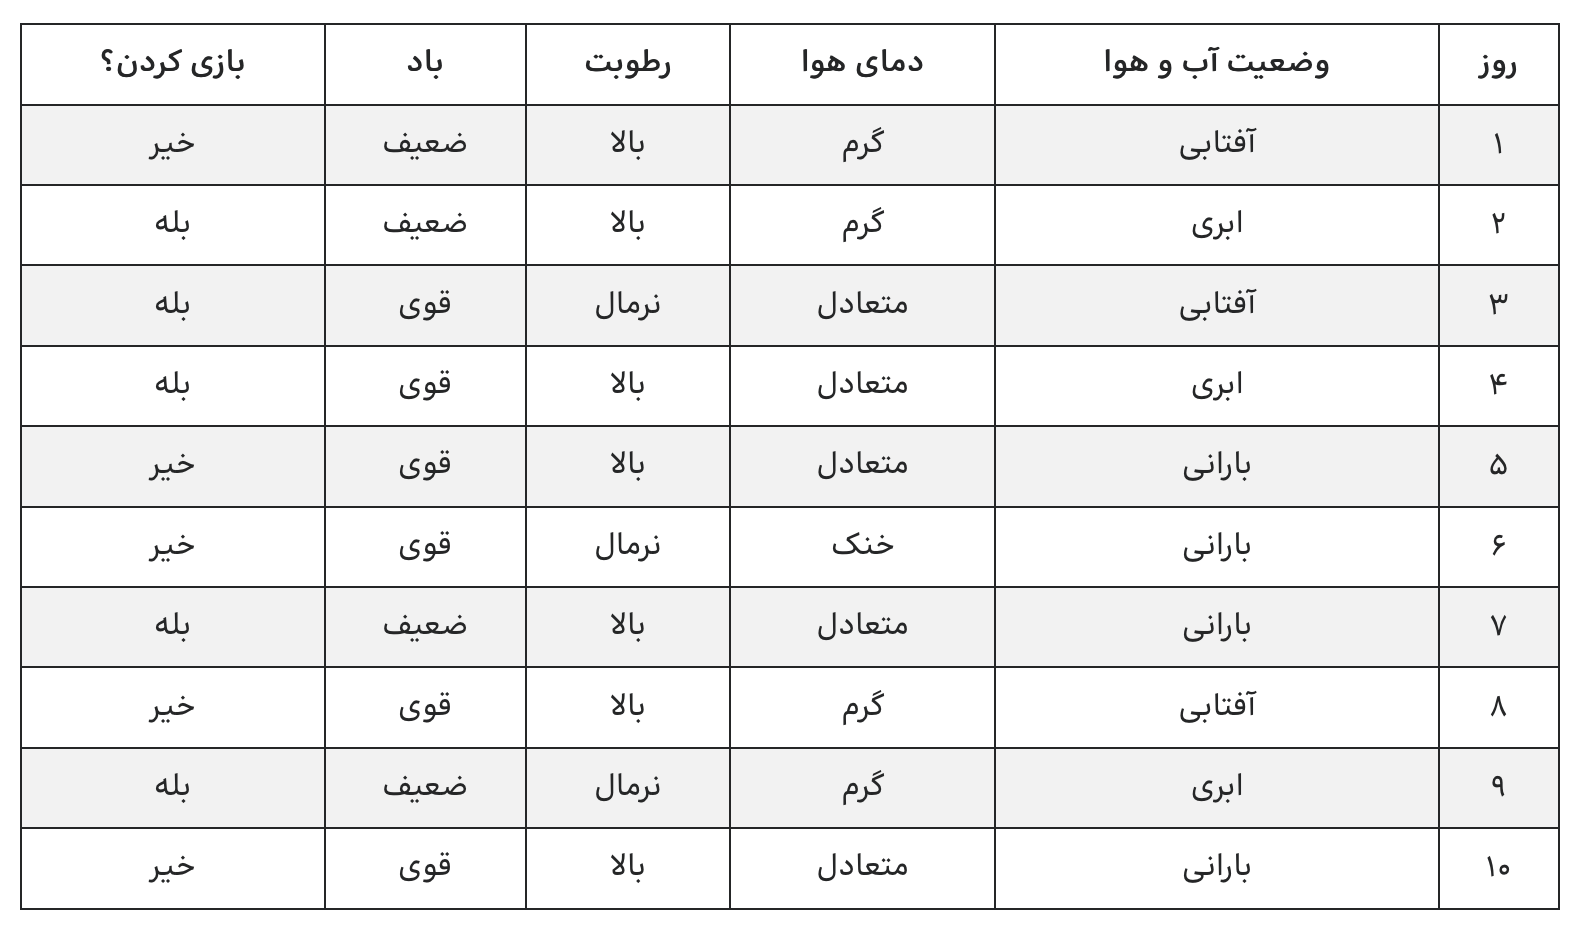 روز وضعیت آب و هوا دمای هوا رطوبت باد بازی کردن؟
۱ آفتابی گرم بالا ضعیف خیر
۲ ابری گرم بالا ضعیف بله
۳ آفتابی متعادل نرمال قوی بله
۴ ابری متعادل بالا قوی بله
۵ بارانی متعادل بالا قوی خیر
۶ بارانی خنک نرمال قوی خیر
۷ بارانی متعادل بالا ضعیف بله
۸ آفتابی گرم بالا قوی خیر
۹ ابری گرم نرمال ضعیف بله
۱۰ بارانی متعادل بالا قوی خیر